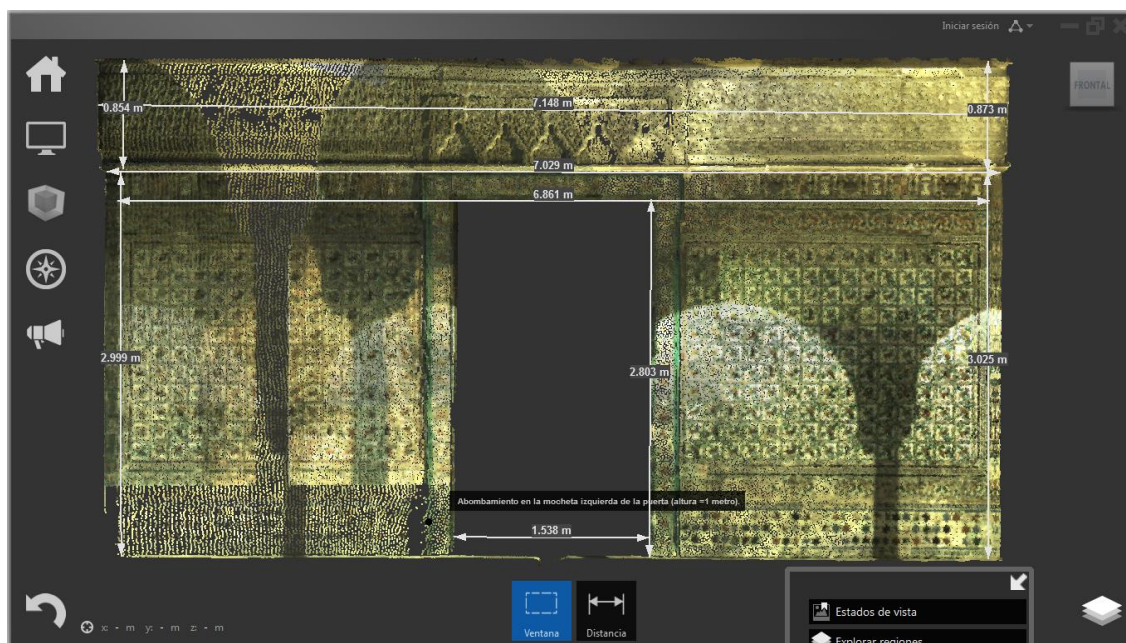 Iniciar sesión
FRONTAL
0.854 m
7.148 m
0.873 m
7.029 m
6.861 m
2.999 m
2.803 m
3.025 m
Abombamiento en la mocheta izquierda de la puerta (altura =1 metro).
1.538 m
Ventana
Distancia
Estados de vista
Explorar regiones
x: - m y: - m z: - m